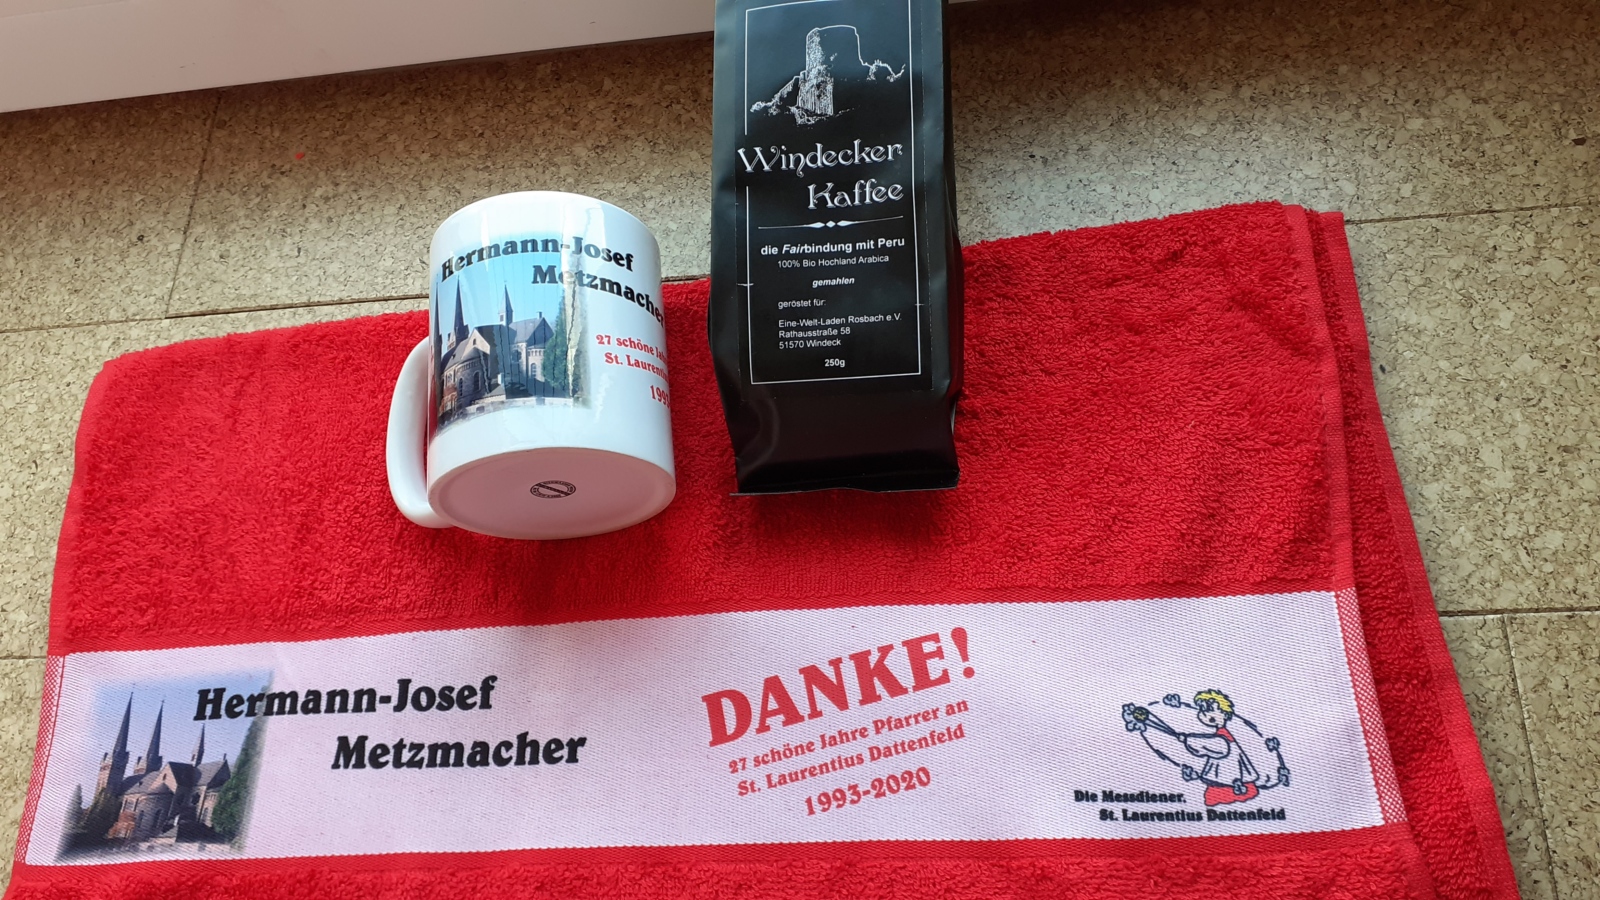 Windecker
Kaffee
die Fairbindung mit Peru
100% Bio Hochland Arabica
gemahlen
geröstet für:
Eine-Welt-Laden Rosbach e.V.
Rathausstraße 58
51570 Windeck
250g
Hermann-Josef
Metzmacher
27 schöne
St. Laurentius
Hermann-Josef
Metzmacher
DANKE!
27 schöne Jahre Pfarrer an
St. Laurentius Dattenfeld
1993-2020
Die Messdiener,
St. Laurentius Dattenfeld